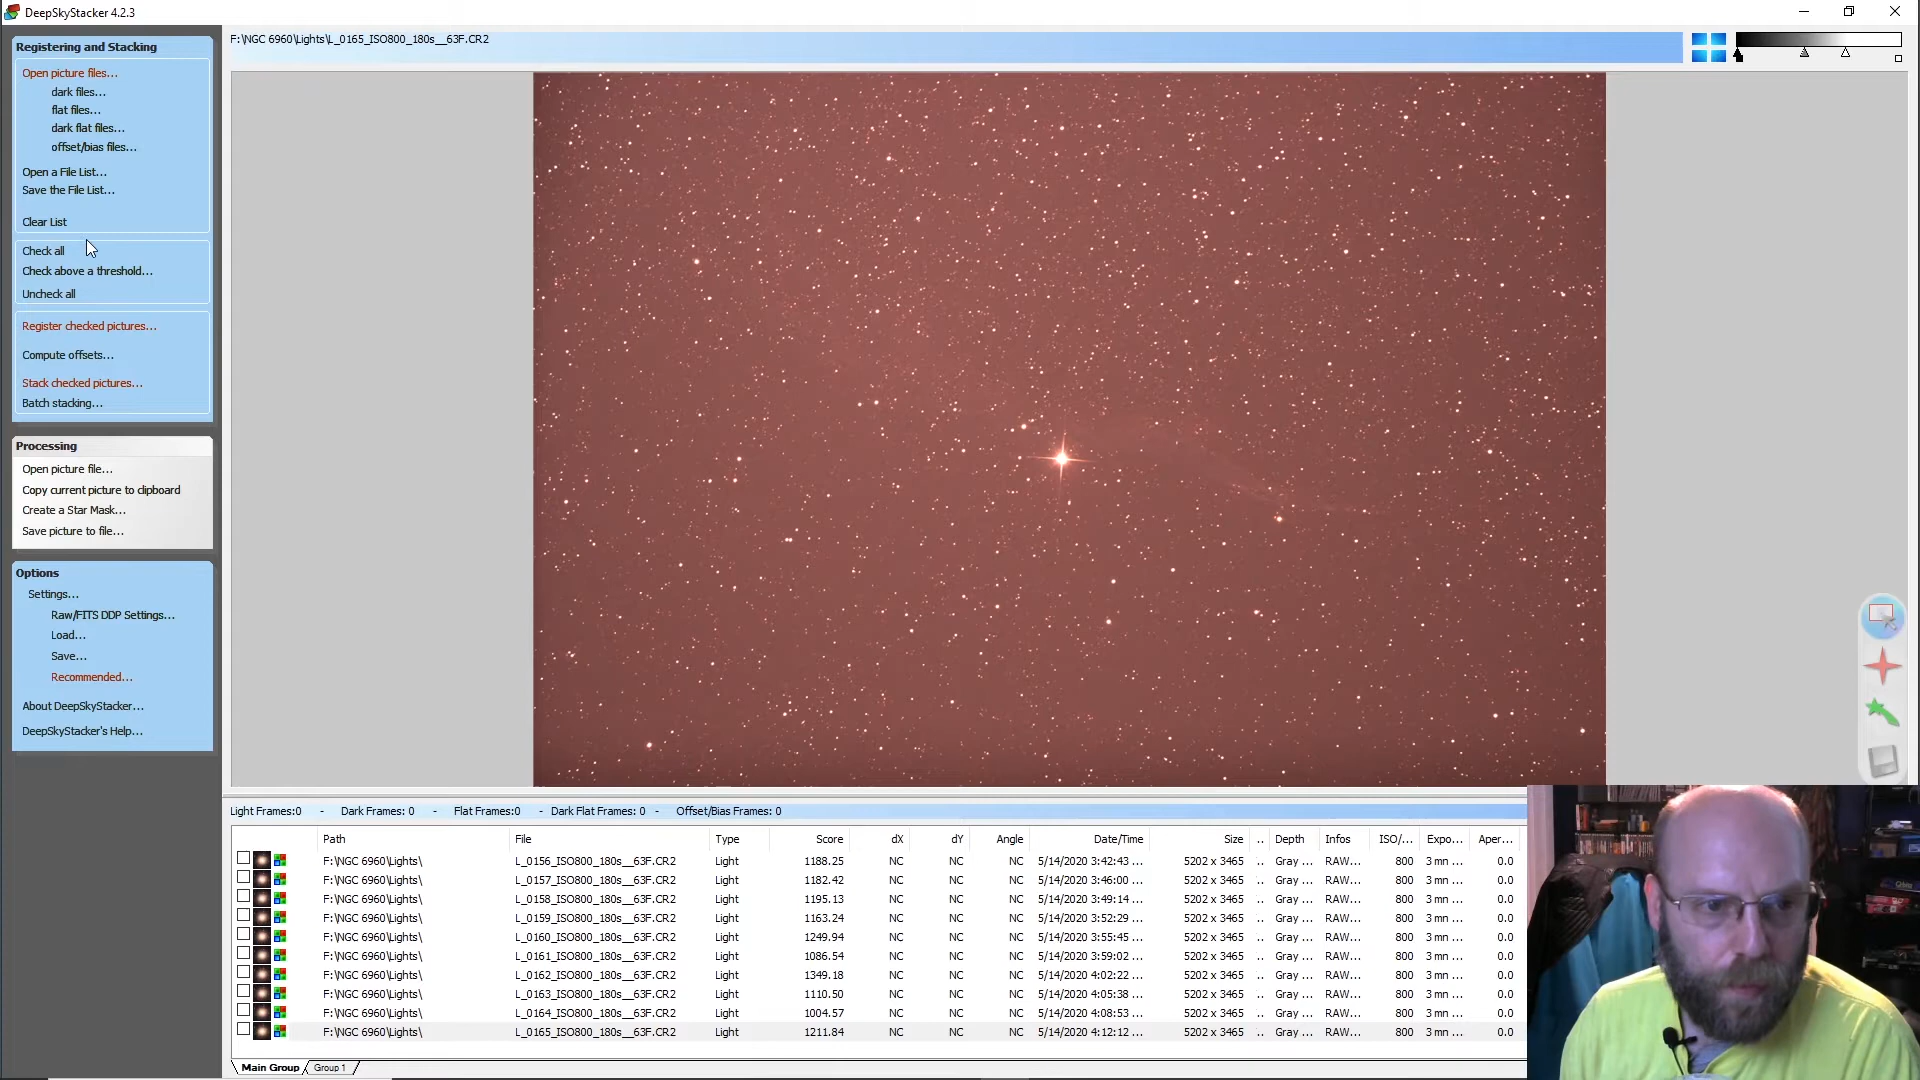 DeepSkyStacker 4.2.3
Registering and Stacking
Open picture files...
dark files...
flat files...
dark flat files...
offset/bias files...
Open a File List...
Save the File List...
Clear List
Check all
Check above a threshold...
Uncheck all
Register checked pictures...
Compute offsets...
Stack checked pictures...
Batch stacking...
Processing
Open picture file...
Copy current picture to clipboard
Create a Star Mask...
Save picture to file...
Options
Settings...
Raw/FITS DDP Settings...
Load...
Save...
Recommended...
About DeepSkyStacker...
DeepSkyStacker's Help...
F:\NGC 6960\Lights\L_0165_ISO800_180s__63F.CR2
Light Frames:0 - Dark Frames: 0 - Flat Frames:0 - Dark Flat Frames: 0 - Offset/Bias Frames: 0
Path File Type Score dX dY Angle Date/Time Size .. Depth Infos ISO/... Expo... Aper...
F:\NGC 6960\Lights\ L_0156_ISO800_180s__63F.CR2 Light 1188.25 NC NC NC 5/14/2020 3:42:43 ... 5202 x 3465 .. Gray ... RAW... 800 3 mn ... 0.0
F:\NGC 6960\Lights\ L_0157_ISO800_180s__63F.CR2 Light 1182.42 NC NC NC 5/14/2020 3:46:00 ... 5202 x 3465 .. Gray ... RAW... 800 3 mn ... 0.0
F:\NGC 6960\Lights\ L_0158_ISO800_180s__63F.CR2 Light 1195.13 NC NC NC 5/14/2020 3:49:14 ... 5202 x 3465 .. Gray ... RAW... 800 3 mn ... 0.0
F:\NGC 6960\Lights\ L_0159_ISO800_180s__63F.CR2 Light 1163.24 NC NC NC 5/14/2020 3:52:29 ... 5202 x 3465 .. Gray ... RAW... 800 3 mn ... 0.0
F:\NGC 6960\Lights\ L_0160_ISO800_180s__63F.CR2 Light 1249.94 NC NC NC 5/14/2020 3:55:45 ... 5202 x 3465 .. Gray ... RAW... 800 3 mn ... 0.0
F:\NGC 6960\Lights\ L_0161_ISO800_180s__63F.CR2 Light 1086.54 NC NC NC 5/14/2020 3:59:02 ... 5202 x 3465 .. Gray ... RAW... 800 3 mn ... 0.0
F:\NGC 6960\Lights\ L_0162_ISO800_180s__63F.CR2 Light 1349.18 NC NC NC 5/14/2020 4:02:22 ... 5202 x 3465 .. Gray ... RAW... 800 3 mn ... 0.0
F:\NGC 6960\Lights\ L_0163_ISO800_180s__63F.CR2 Light 1110.50 NC NC NC 5/14/2020 4:05:38 ... 5202 x 3465 .. Gray ... RAW... 800 3 mn ... 0.0
F:\NGC 6960\Lights\ L_0164_ISO800_180s__63F.CR2 Light 1004.57 NC NC NC 5/14/2020 4:08:53 ... 5202 x 3465 .. Gray ... RAW... 800 3 mn ... 0.0
F:\NGC 6960\Lights\ L_0165_ISO800_180s__63F.CR2 Light 1211.84 NC NC NC 5/14/2020 4:12:12 ... 5202 x 3465 .. Gray ... RAW... 800 3 mn ... 0.0
Main Group Group 1